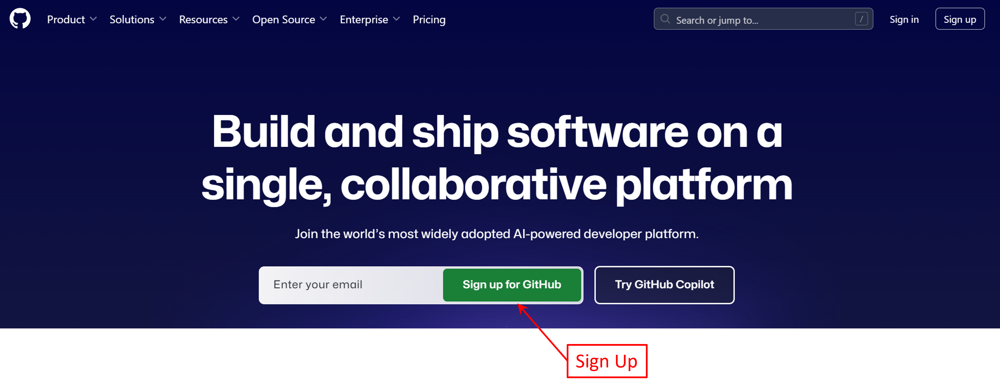 Product Solutions Resources Open Source Enterprise Pricing Search or jump to... / Sign in Sign up
Build and ship software on a
single, collaborative platform
Join the world’s most widely adopted AI-powered developer platform.
Enter your email Sign up for GitHub Try GitHub Copilot
Sign Up